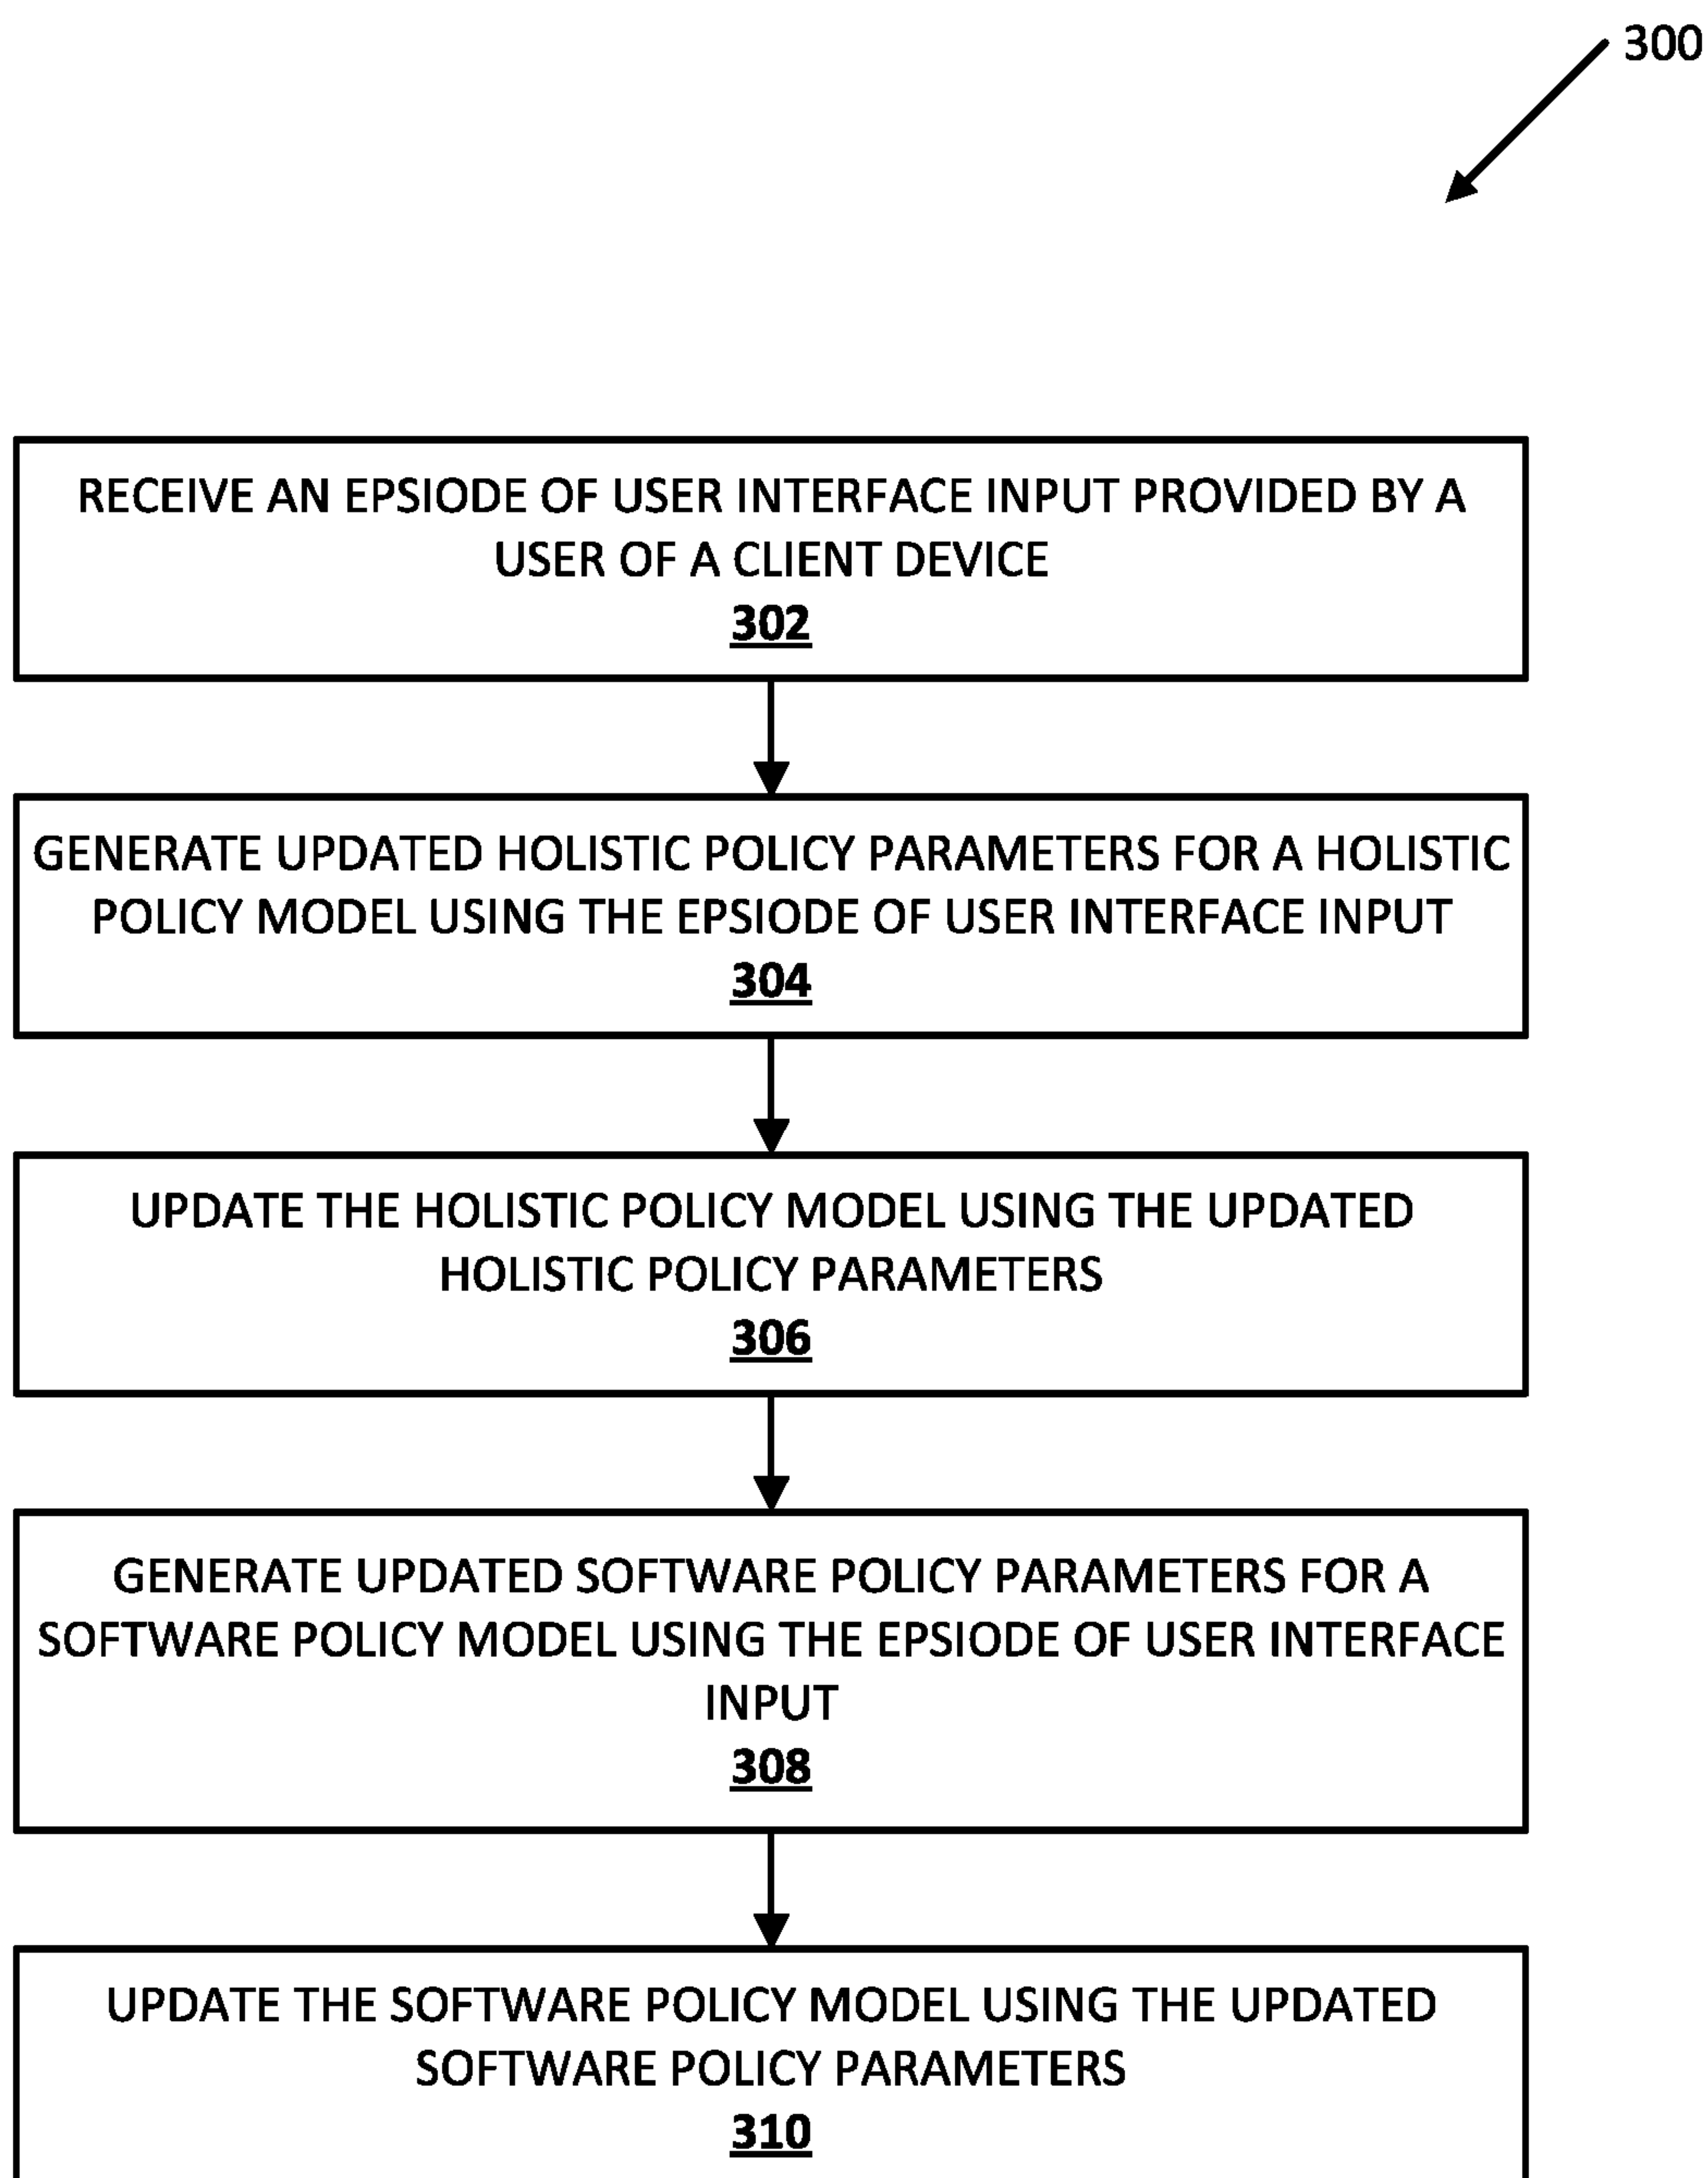 300
RECEIVE AN EPSIODE OF USER INTERFACE INPUT PROVIDED BY A
USER OF A CLIENT DEVICE
302
GENERATE UPDATED HOLISTIC POLICY PARAMETERS FOR A HOLISTIC
POLICY MODEL USING THE EPSIODE OF USER INTERFACE INPUT
304
UPDATE THE HOLISTIC POLICY MODEL USING THE UPDATED
HOLISTIC POLICY PARAMETERS
306
GENERATE UPDATED SOFTWARE POLICY PARAMETERS FOR A
SOFTWARE POLICY MODEL USING THE EPSIODE OF USER INTERFACE
INPUT
308
UPDATE THE SOFTWARE POLICY MODEL USING THE UPDATED
SOFTWARE POLICY PARAMETERS
310